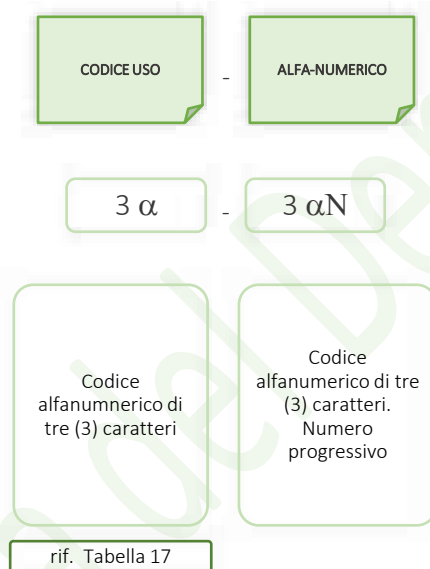 CODICE USO - ALFA-NUMERICO
3 α - 3 αN
Codice
alfanumnerico di
tre (3) caratteri
Codice
alfanumerico di tre
(3) caratteri.
Numero
progressivo
rif. Tabella 17